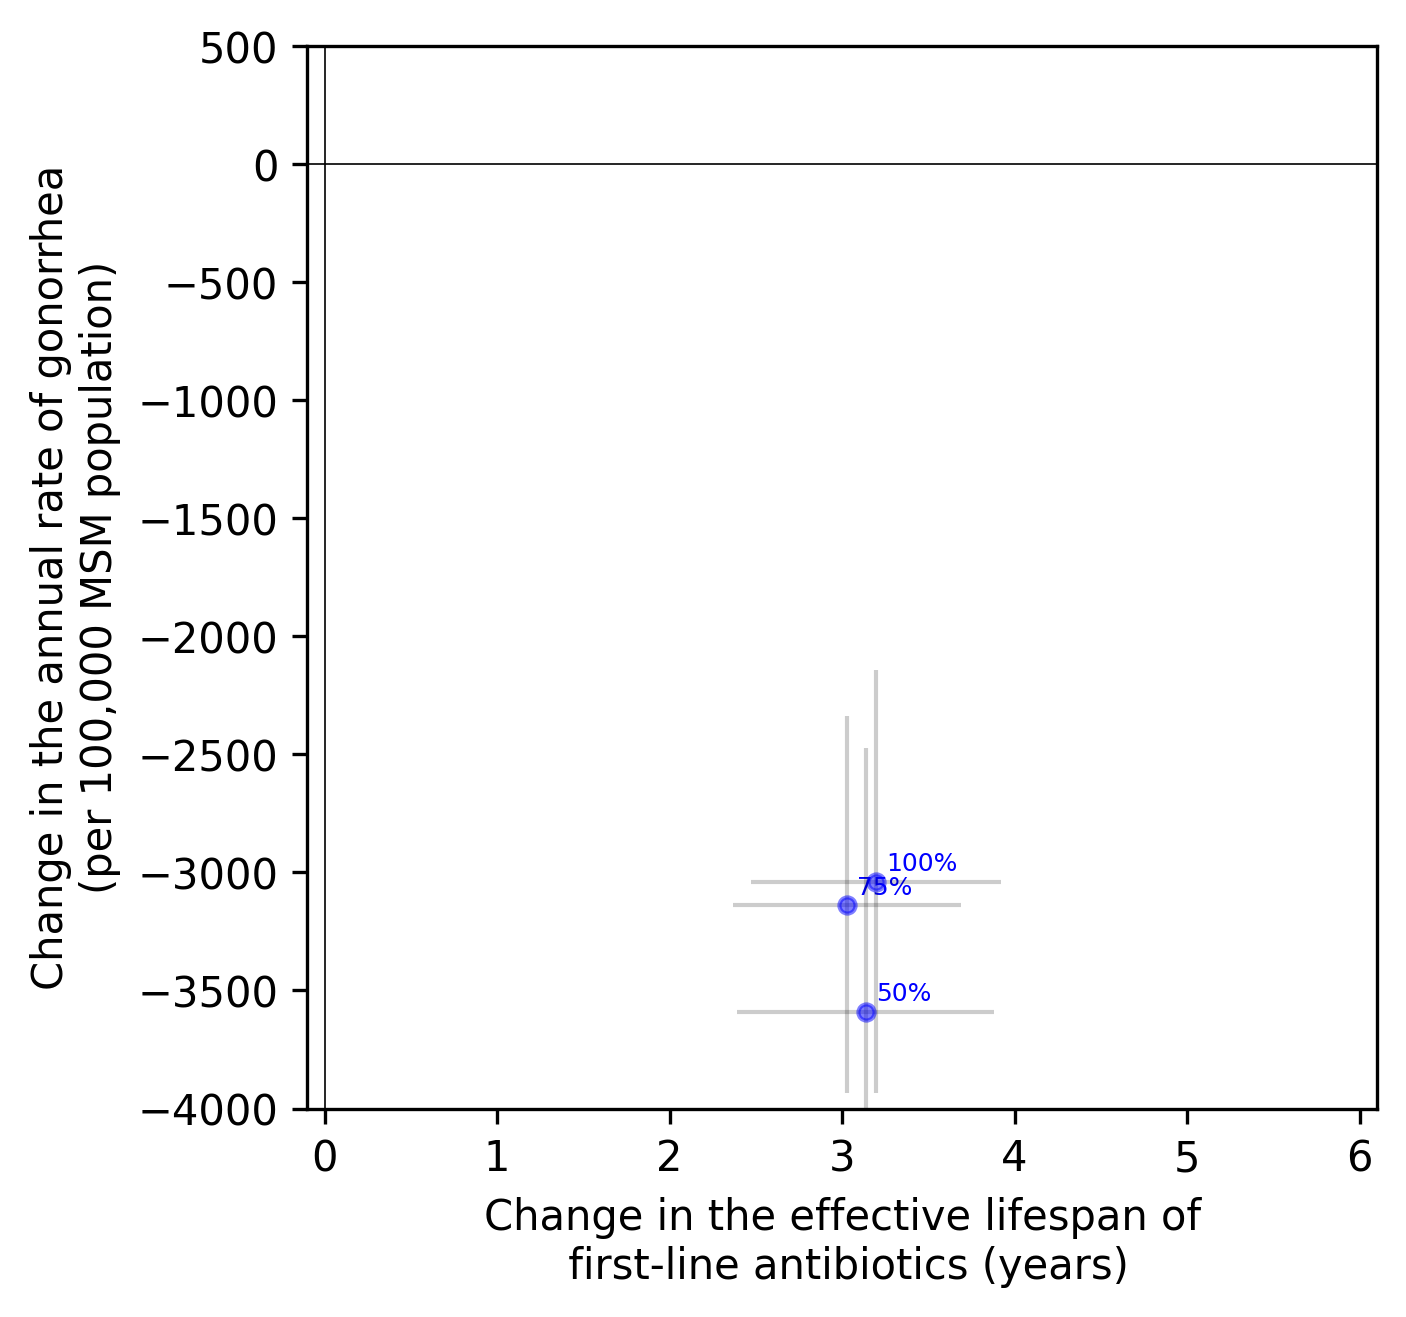 Change in the annual rate of gonorrhea
(per 100,000 MSM population)
500
0
−500
−1000
−1500
−2000
−2500
−3000
−3500
−4000
100%
75%
50%
0 1 2 3 4 5 6
Change in the effective lifespan of
first-line antibiotics (years)